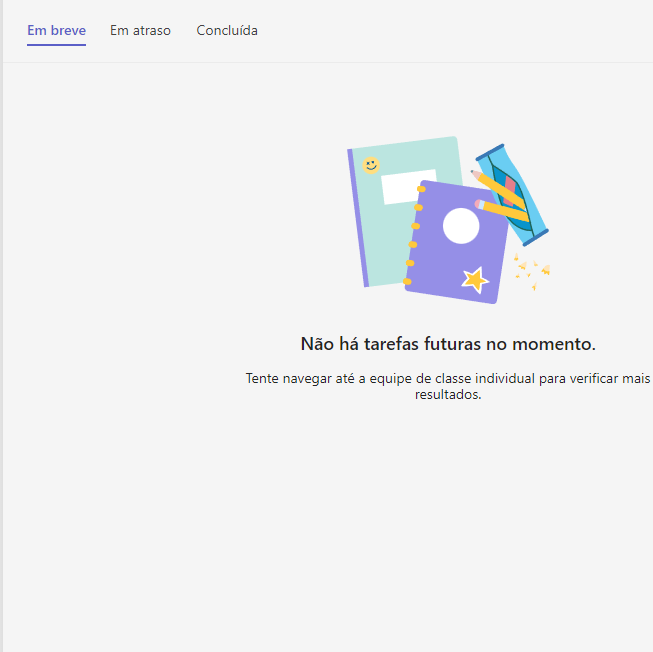 Em breve Em atraso Concluída
Não há tarefas futuras no momento.
Tente navegar até a equipe de classe individual para verificar mais
resultados.